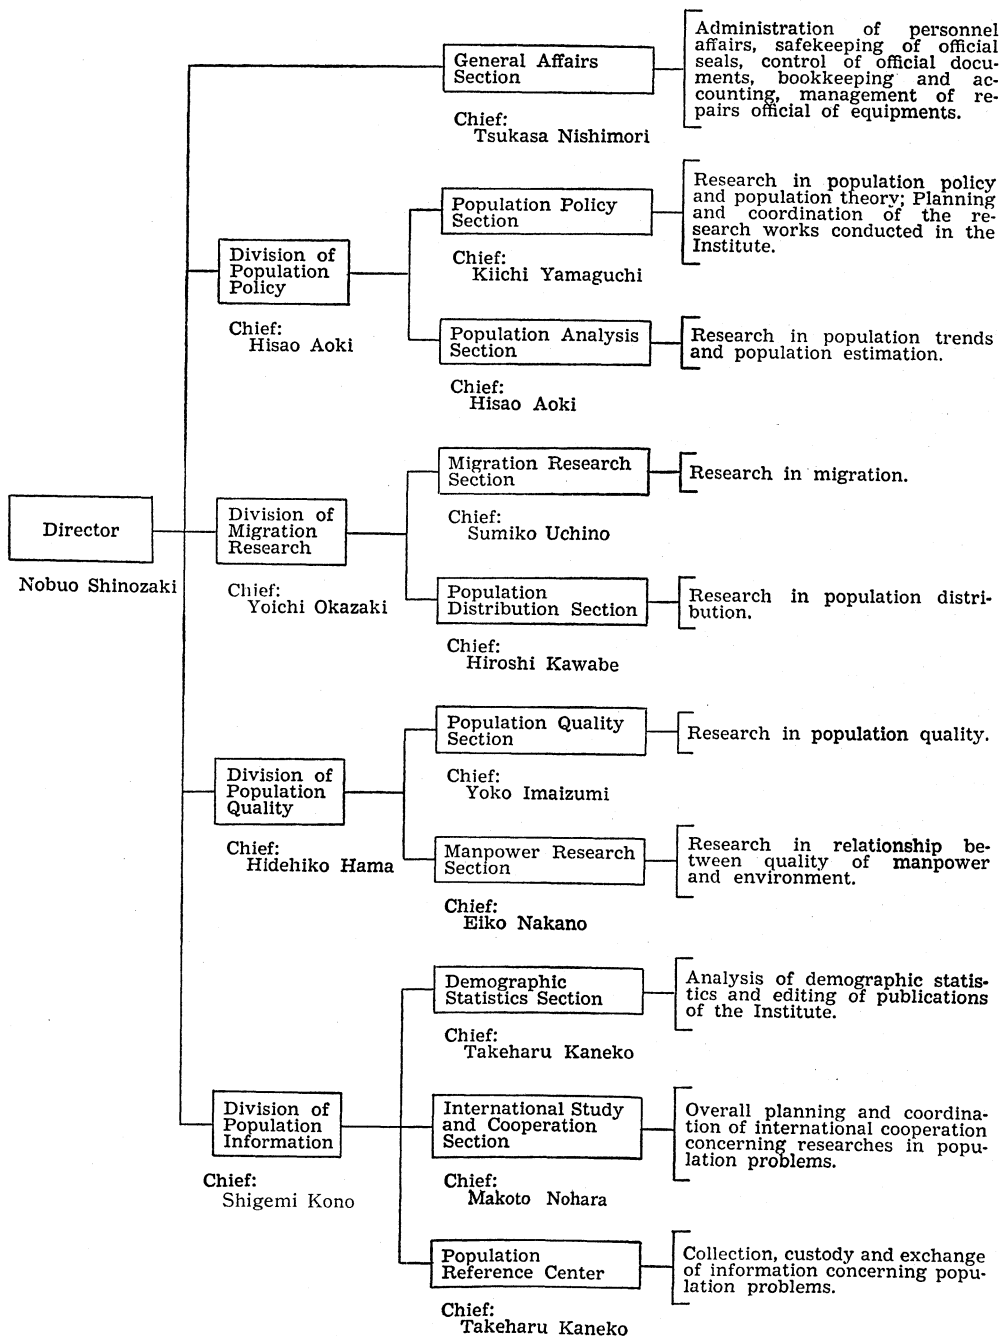 Director
Nobuo Shinozaki
General Affairs
Section
Chief:
Tsukasa Nishimori
Administration of personnel
affairs, safekeeping of official
seals, control of official docu-
ments, bookkeeping and ac-
counting, management of re-
pairs official of equipments.
Division of
Population
Policy
Chief:
Hisao Aoki
Population Policy
Section
Chief:
Kiichi Yamaguchi
Research in population policy
and population theory; Planning
and coordination of the re-
search works conducted in the
Institute.
Population Analysis
Section
Chief:
Hisao Aoki
Research in population trends
and population estimation.
Division of
Migration
Research
Chief:
Yoichi Okazaki
Migration Research
Section
Chief:
Sumiko Uchino
Research in migration.
Population
Distribution Section
Chief:
Hiroshi Kawabe
Research in population distri-
bution.
Division of
Population
Quality
Chief:
Hidehiko Hama
Population Quality
Section
Chief:
Yoko Imaizumi
Research in population quality.
Manpower Research
Section
Chief:
Eiko Nakano
Research in relationship be-
tween quality of manpower
and environment.
Division of
Population
Information
Chief:
Shigemi Kono
Demographic
Statistics Section
Chief:
Takeharu Kaneko
Analysis of demographic statis-
tics and editing of publications
of the Institute.
International Study
and Cooperation
Section
Chief:
Makoto Nohara
Overall planning and coordina-
tion of international cooperation
concerning researches in popu-
lation problems.
Population
Reference Center
Chief:
Takeharu Kaneko
Collection, custody and exchange
of information concerning popu-
lation problems.